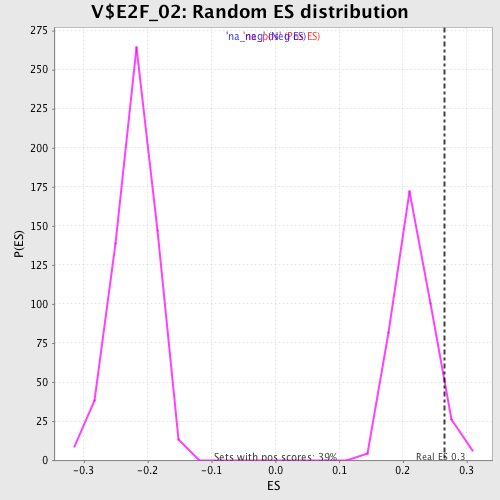 V$E2F_02: Random ES distribution
275
250
225
200
175
150
125
100
75
50
25
0
P(ES)
Sets with pos scores: 39%
Real ES 0.3
-0.3 -0.2 -0.1 0.0 0.1 0.2 0.3
ES